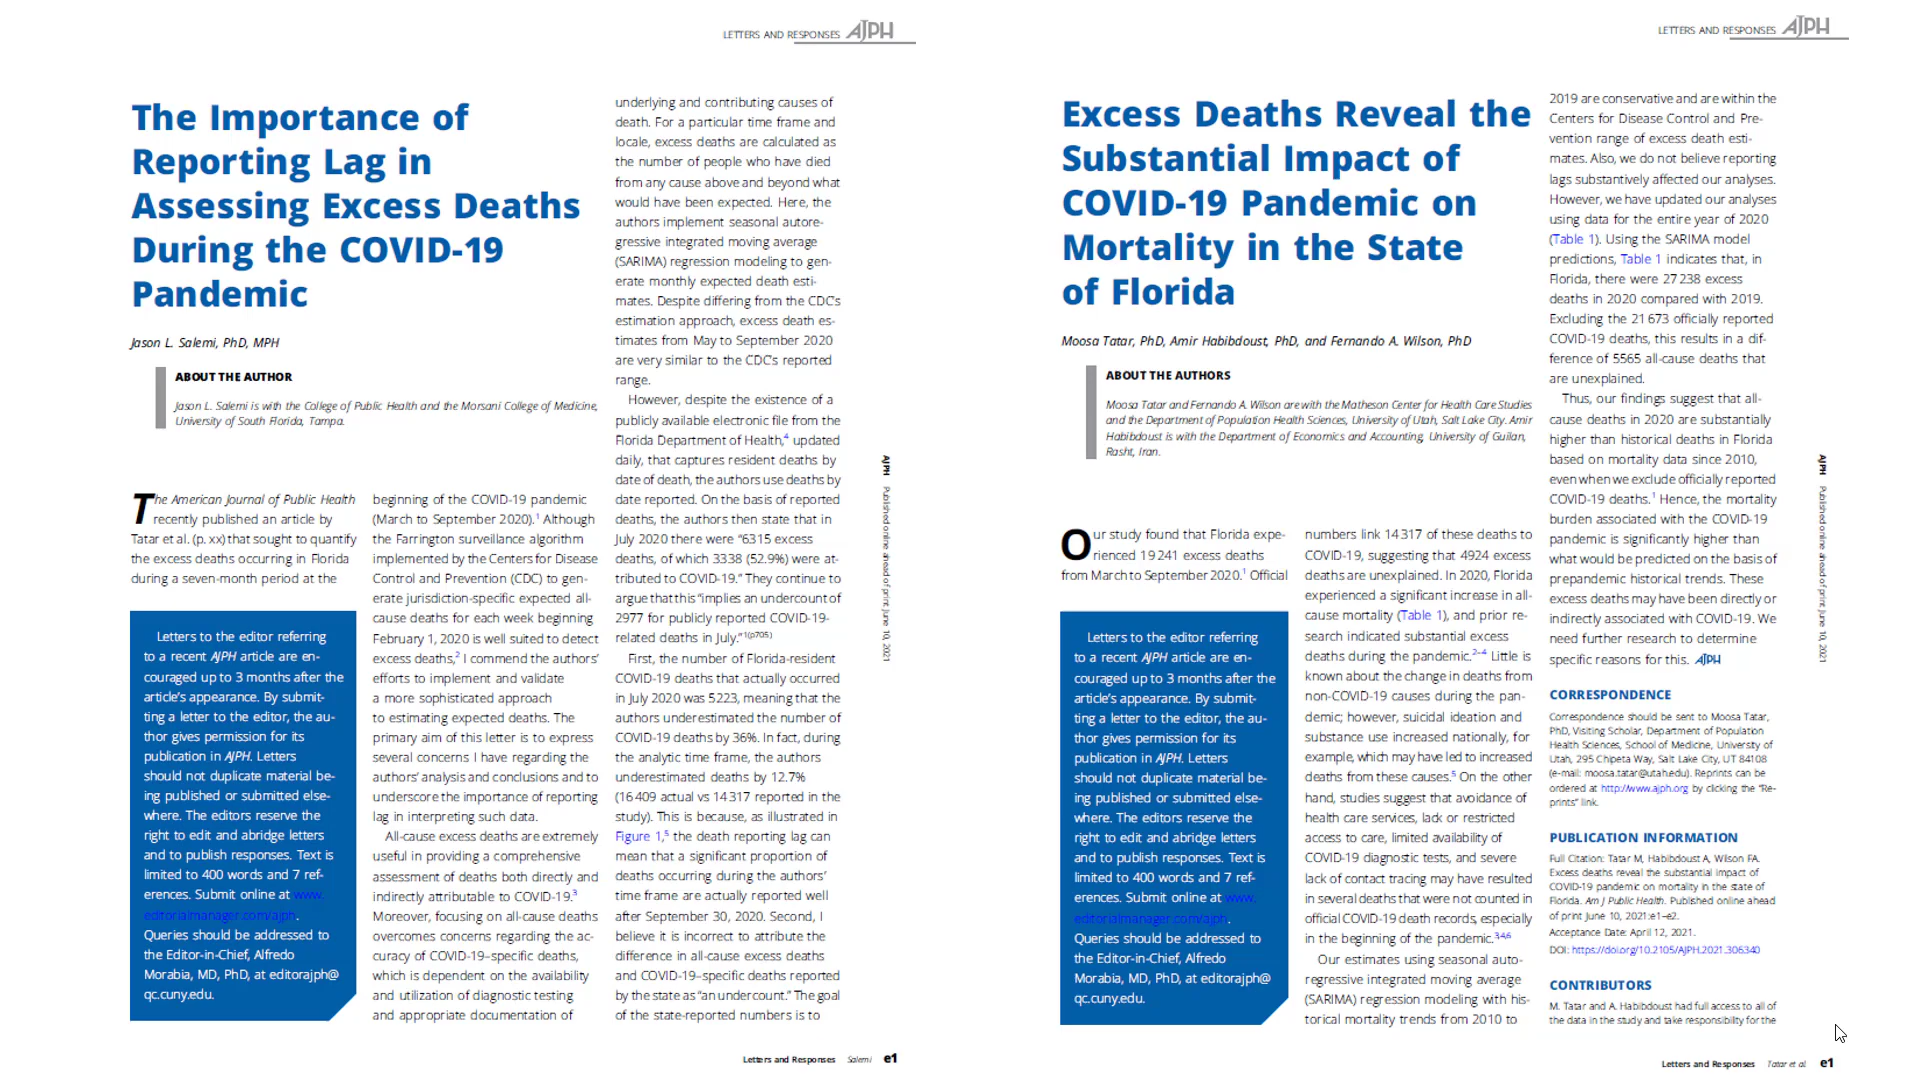 LETTERS AND RESPONSES AJPH
The Importance of
Reporting Lag in
Assessing Excess Deaths
During the COVID-19
Pandemic
Jason L. Salemi, PhD, MPH
ABOUT THE AUTHOR
Jason L. Salemi is with the College of Public Health and the Morsani College of Medicine,
University of South Florida, Tampa.
The American Journal of Public Health
recently published an article by
Tatar et al. (p. xx) that sought to quantify
the excess deaths occurring in Florida
during a seven-month period at the
Letters to the editor referring
to a recent AJPH article are en-
couraged up to 3 months after the
article's appearance. By submit-
ting a letter to the editor, the au-
thor gives permission for its
publication in AJPH. Letters
should not duplicate material be-
ing published or submitted else-
where. The editors reserve the
right to edit and abridge letters
and to publish responses. Text is
limited to 400 words and 7 ref-
erences. Submit online at www.
editorialmanager.com/ajph.
Queries should be addressed to
the Editor-in-Chief, Alfredo
Morabia, MD, PhD, at editorajph@
qc.cuny.edu.
beginning of the COVID-19 pandemic
(March to September 2020).1 Although
the Farrington surveillance algorithm
implemented by the Centers for Disease
Control and Prevention (CDC) to gen-
erate jurisdiction-specific expected all-
cause deaths for each week beginning
February 1, 2020 is well suited to detect
excess deaths,2 I commend the authors'
efforts to implement and validate
a more sophisticated approach
to estimating expected deaths. The
primary aim of this letter is to express
several concerns I have regarding the
authors' analysis and conclusions and to
underscore the importance of reporting
lag in interpreting such data.
All-cause excess deaths are extremely
useful in providing a comprehensive
assessment of deaths both directly and
indirectly attributable to COVID-19.3
Moreover, focusing on all-cause deaths
overcomes concerns regarding the ac-
curacy of COVID-19–specific deaths,
which is dependent on the availability
and utilization of diagnostic testing
and appropriate documentation of
underlying and contributing causes of
death. For a particular time frame and
locale, excess deaths are calculated as
the number of people who have died
from any cause above and beyond what
would have been expected. Here, the
authors implement seasonal autore-
gressive integrated moving average
(SARIMA) regression modeling to gen-
erate monthly expected death esti-
mates. Despite differing from the CDC's
estimation approach, excess death es-
timates from May to September 2020
are very similar to the CDC's reported
range.
However, despite the existence of a
publicly available electronic file from the
Florida Department of Health,4 updated
daily, that captures resident deaths by
date of death, the authors use deaths by
date reported. On the basis of reported
deaths, the authors then state that in
July 2020 there were "6315 excess
deaths, of which 3338 (52.9%) were at-
tributed to COVID-19." They continue to
argue that this "implies an undercount of
2977 for publicly reported COVID-19-
related deaths in July."1(p705)
First, the number of Florida-resident
COVID-19 deaths that actually occurred
in July 2020 was 5223, meaning that the
authors underestimated the number of
COVID-19 deaths by 36%. In fact, during
the analytic time frame, the authors
underestimated deaths by 12.7%
(16 409 actual vs 14 317 reported in the
study). This is because, as illustrated in
Figure 1,5 the death reporting lag can
mean that a significant proportion of
deaths occurring during the authors'
time frame are actually reported well
after September 30, 2020. Second, I
believe it is incorrect to attribute the
difference in all-cause excess deaths
and COVID-19–specific deaths reported
by the state as "an undercount." The goal
of the state-reported numbers is to
AJPH Published online ahead of print June 10, 2021
Letters and Responses Salemi e1
LETTERS AND RESPONSES AJPH
Excess Deaths Reveal the
Substantial Impact of
COVID-19 Pandemic on
Mortality in the State
of Florida
Moosa Tatar, PhD, Amir Habibdoust, PhD, and Fernando A. Wilson, PhD
ABOUT THE AUTHORS
Moosa Tatar and Fernando A. Wilson are with the Matheson Center for Health Care Studies
and the Department of Population Health Sciences, University of Utah, Salt Lake City. Amir
Habibdoust is with the Department of Economics and Accounting, University of Guilan,
Rasht, Iran.
Our study found that Florida expe-
rienced 19 241 excess deaths
from March to September 2020.1 Official
Letters to the editor referring
to a recent AJPH article are en-
couraged up to 3 months after the
article's appearance. By submit-
ting a letter to the editor, the au-
thor gives permission for its
publication in AJPH. Letters
should not duplicate material be-
ing published or submitted else-
where. The editors reserve the
right to edit and abridge letters
and to publish responses. Text is
limited to 400 words and 7 ref-
erences. Submit online at www.
editorialmanager.com/ajph.
Queries should be addressed to
the Editor-in-Chief, Alfredo
Morabia, MD, PhD, at editorajph@
qc.cuny.edu.
numbers link 14 317 of these deaths to
COVID-19, suggesting that 4924 excess
deaths are unexplained. In 2020, Florida
experienced a significant increase in all-
cause mortality (Table 1), and prior re-
search indicated substantial excess
deaths during the pandemic.2–4 Little is
known about the change in deaths from
non-COVID-19 causes during the pan-
demic; however, suicidal ideation and
substance use increased nationally, for
example, which may have led to increased
deaths from these causes.5 On the other
hand, studies suggest that avoidance of
health care services, lack or restricted
access to care, limited availability of
COVID-19 diagnostic tests, and severe
lack of contact tracing may have resulted
in several deaths that were not counted in
official COVID-19 death records, especially
in the beginning of the pandemic.3,4,6
Our estimates using seasonal auto-
regressive integrated moving average
(SARIMA) regression modeling with his-
torical mortality trends from 2010 to
2019 are conservative and are within the
Centers for Disease Control and Pre-
vention range of excess death esti-
mates. Also, we do not believe reporting
lags substantively affected our analyses.
However, we have updated our analyses
using data for the entire year of 2020
(Table 1). Using the SARIMA model
predictions, Table 1 indicates that, in
Florida, there were 27 238 excess
deaths in 2020 compared with 2019.
Excluding the 21 673 officially reported
COVID-19 deaths, this results in a dif-
ference of 5565 all-cause deaths that
are unexplained.
Thus, our findings suggest that all-
cause deaths in 2020 are substantially
higher than historical deaths in Florida
based on mortality data since 2010,
even when we exclude officially reported
COVID-19 deaths.1 Hence, the mortality
burden associated with the COVID-19
pandemic is significantly higher than
what would be predicted on the basis of
prepandemic historical trends. These
excess deaths may have been directly or
indirectly associated with COVID-19. We
need further research to determine
specific reasons for this. AJPH
CORRESPONDENCE
Correspondence should be sent to Moosa Tatar,
PhD, Visiting Scholar, Department of Population
Health Sciences, School of Medicine, University of
Utah, 295 Chipeta Way, Salt Lake City, UT 84108
(e-mail: moosa.tatar@utah.edu). Reprints can be
ordered at http://www.ajph.org by clicking the "Re-
prints" link.
PUBLICATION INFORMATION
Full Citation: Tatar M, Habibdoust A, Wilson FA.
Excess deaths reveal the substantial impact of
COVID-19 pandemic on mortality in the state of
Florida. Am J Public Health. Published online ahead
of print June 10, 2021:e1–e2.
Acceptance Date: April 12, 2021.
DOI: https://doi.org/10.2105/AJPH.2021.306340
CONTRIBUTORS
M. Tatar and A. Habibdoust had full access to all of
the data in the study and take responsibility for the
AJPH Published online ahead of print June 10, 2021
Letters and Responses Tatar et al. e1